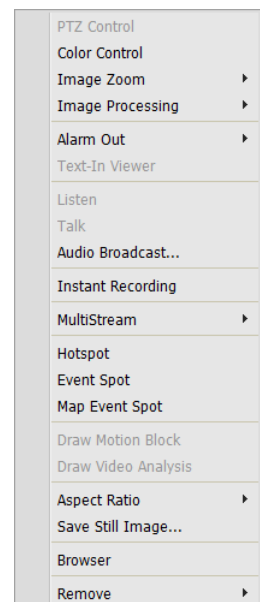 PTZ Control
Color Control
Image Zoom
Image Processing
Alarm Out
Text-In Viewer
Listen
Talk
Audio Broadcast...
Instant Recording
MultiStream
Hotspot
Event Spot
Map Event Spot
Draw Motion Block
Draw Video Analysis
Aspect Ratio
Save Still Image...
Browser
Remove